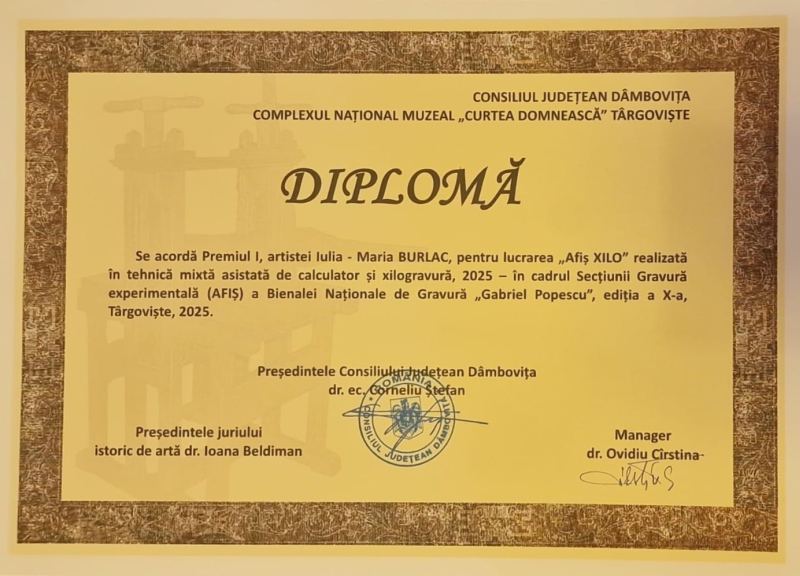 CONSILIUL JUDEȚEAN DÂMBOVIȚA
COMPLEXUL NAȚIONAL MUZEAL „CURTEA DOMNEASCĂ” TÂRGOVIȘTE
DIPLOMĂ
Se acordă Premiul I, artistei Iulia - Maria BURLAC, pentru lucrarea „Afiș XILO” realizată
în tehnică mixtă asistată de calculator și xilogravură, 2025 – în cadrul Secțiunii Gravură
experimentală (AFIȘ) a Bienalei Naționale de Gravură „Gabriel Popescu”, ediția a X-a,
Târgoviște, 2025.
Președintele Consiliului Județean Dâmbovița
dr. ec. Corneliu Ștefan
ROMÂNIA
CONSILIUL JUDEȚEAN DÂMBOVIȚA
Președintele juriului
istoric de artă dr. Ioana Beldiman
Manager
dr. Ovidiu Cîrstina